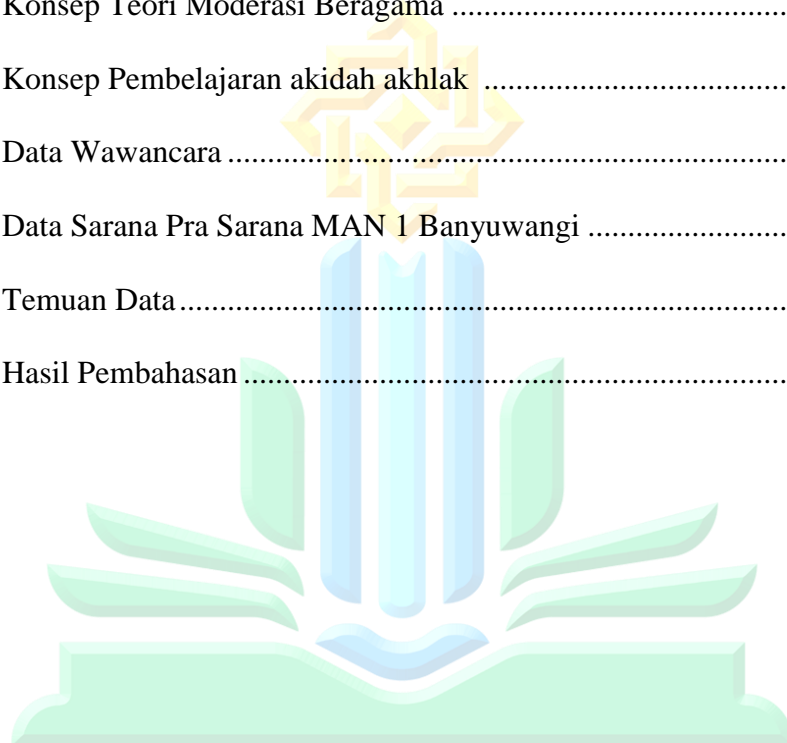 Konsep Teori Moderasi Beragama ..........................................
Konsep Pembelajaran akidah akhlak ......................................
Data Wawancara ......................................................................
Data Sarana Pra Sarana MAN 1 Banyuwangi .........................
Temuan Data............................................................................
Hasil Pembahasan ....................................................................